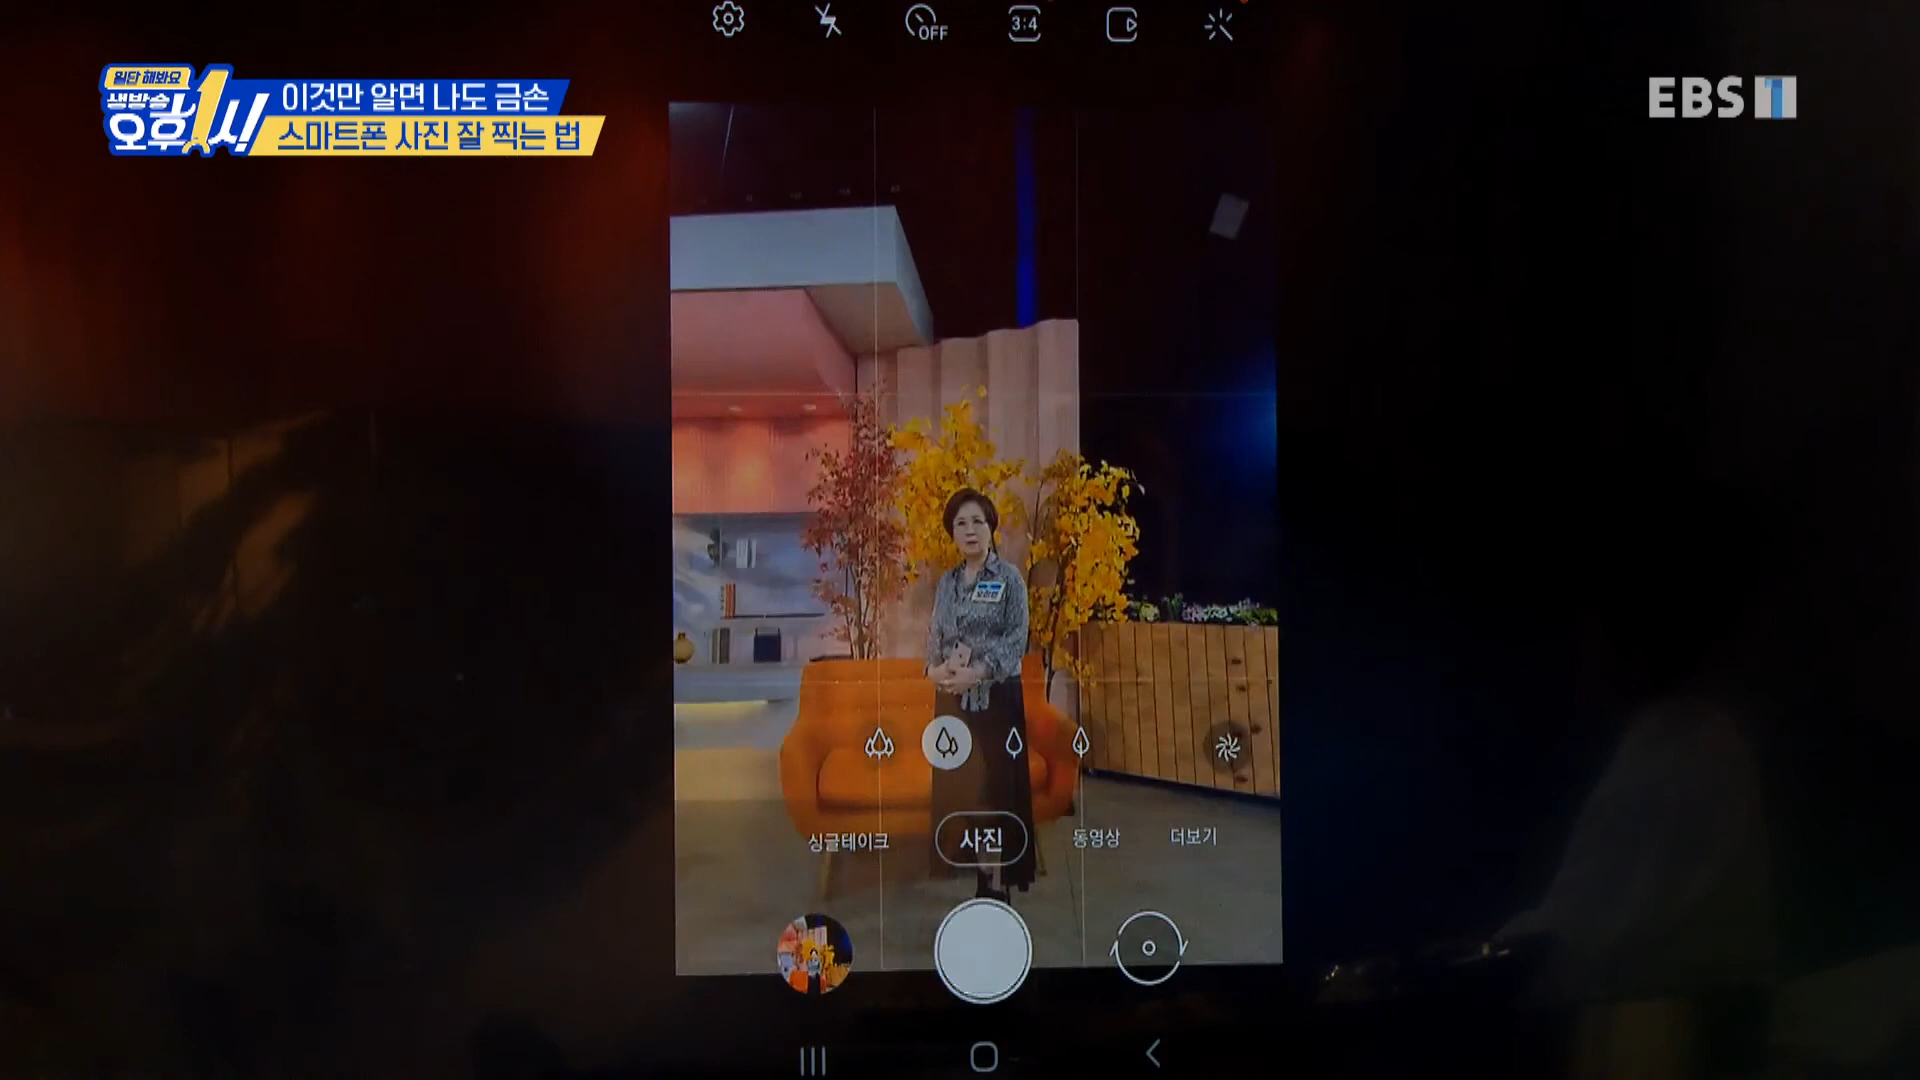 일단 해봐요
생방송
오후1시!
이것만 알면 나도 금손
스마트폰 사진 잘 찍는 법
EBS 1
OFF
3:4
싱글테이크
사진
동영상
더보기